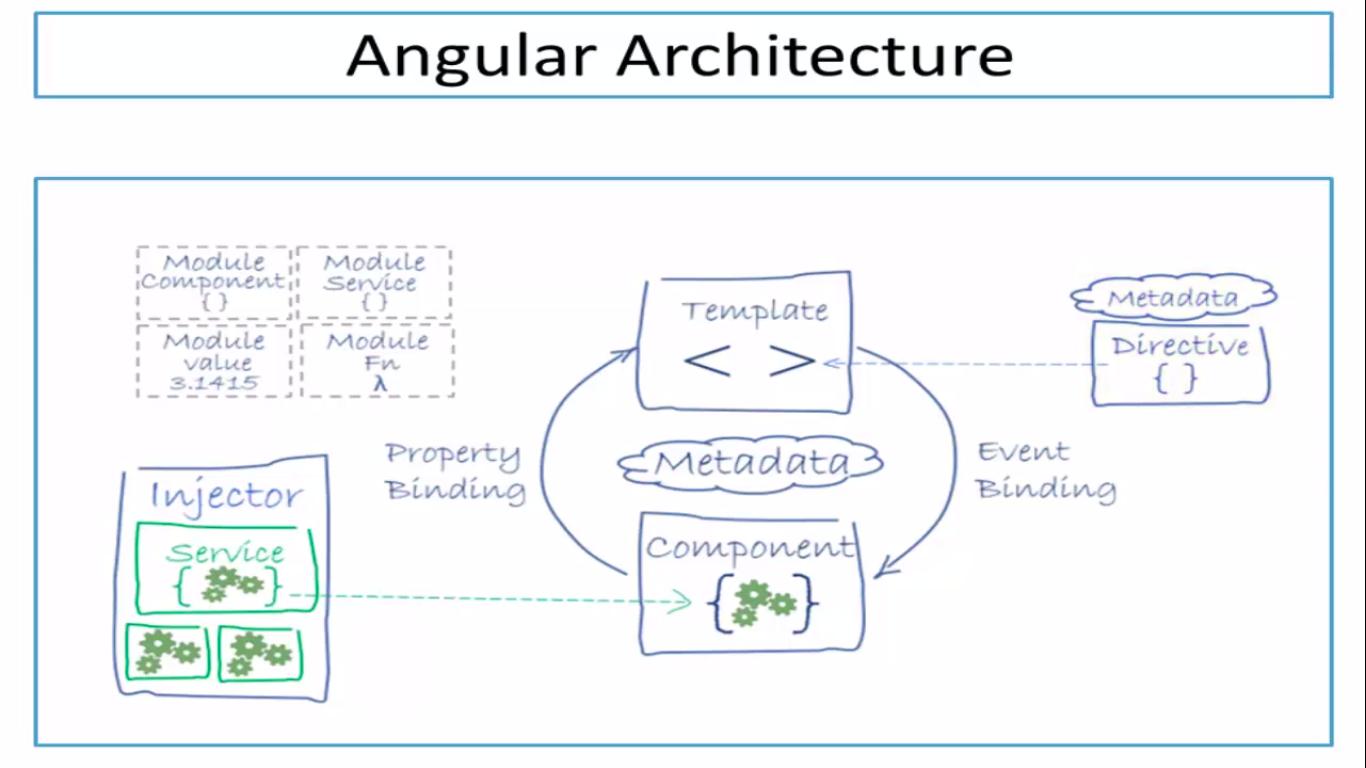 Angular Architecture
Module
Component
{ }
Module
Service
{ }
Module
value
3.1415
Module
Fn
λ
Template
< >
Metadata
Directive
{ }
Property
Binding
Metadata
Event
Binding
Injector
Service
{ }
Component
{ }